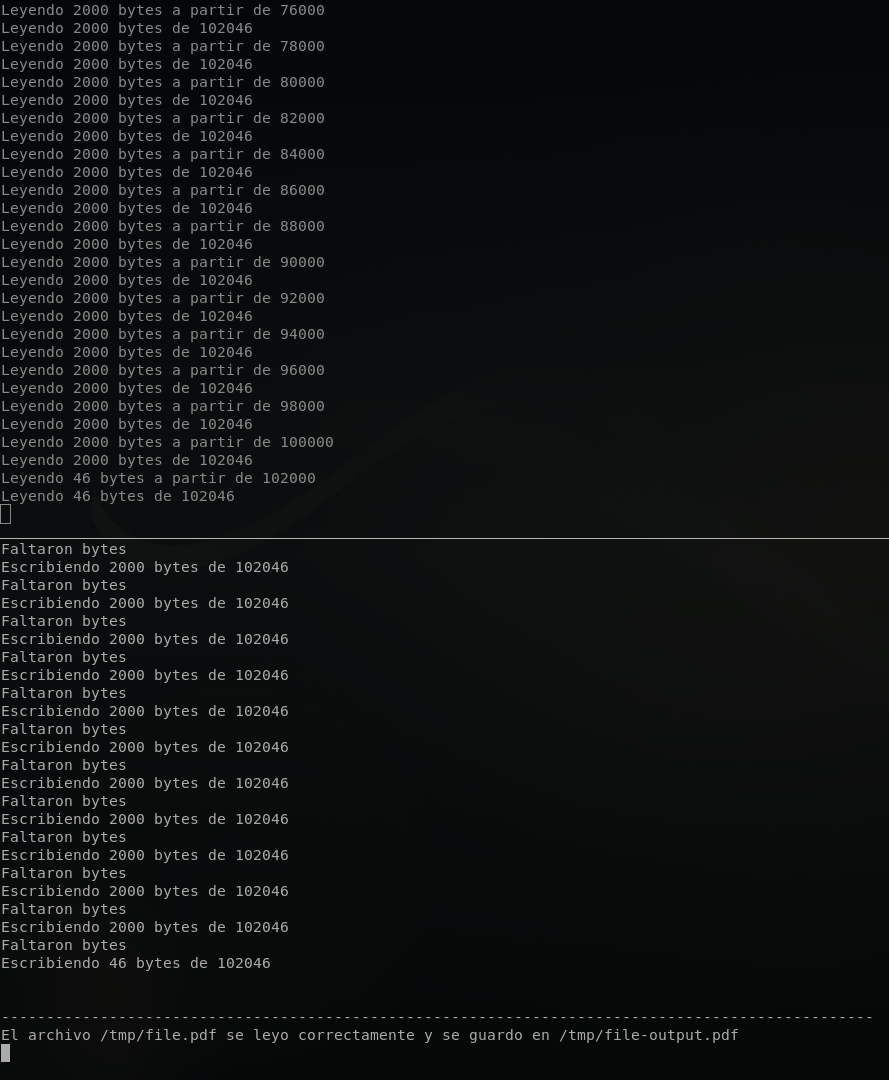 Leyendo 2000 bytes a partir de 76000
Leyendo 2000 bytes de 102046
Leyendo 2000 bytes a partir de 78000
Leyendo 2000 bytes de 102046
Leyendo 2000 bytes a partir de 80000
Leyendo 2000 bytes de 102046
Leyendo 2000 bytes a partir de 82000
Leyendo 2000 bytes de 102046
Leyendo 2000 bytes a partir de 84000
Leyendo 2000 bytes de 102046
Leyendo 2000 bytes a partir de 86000
Leyendo 2000 bytes de 102046
Leyendo 2000 bytes a partir de 88000
Leyendo 2000 bytes de 102046
Leyendo 2000 bytes a partir de 90000
Leyendo 2000 bytes de 102046
Leyendo 2000 bytes a partir de 92000
Leyendo 2000 bytes de 102046
Leyendo 2000 bytes a partir de 94000
Leyendo 2000 bytes de 102046
Leyendo 2000 bytes a partir de 96000
Leyendo 2000 bytes de 102046
Leyendo 2000 bytes a partir de 98000
Leyendo 2000 bytes de 102046
Leyendo 2000 bytes a partir de 100000
Leyendo 2000 bytes de 102046
Leyendo 46 bytes a partir de 102000
Leyendo 46 bytes de 102046
Faltaron bytes
Escribiendo 2000 bytes de 102046
Faltaron bytes
Escribiendo 2000 bytes de 102046
Faltaron bytes
Escribiendo 2000 bytes de 102046
Faltaron bytes
Escribiendo 2000 bytes de 102046
Faltaron bytes
Escribiendo 2000 bytes de 102046
Faltaron bytes
Escribiendo 2000 bytes de 102046
Faltaron bytes
Escribiendo 2000 bytes de 102046
Faltaron bytes
Escribiendo 2000 bytes de 102046
Faltaron bytes
Escribiendo 2000 bytes de 102046
Faltaron bytes
Escribiendo 2000 bytes de 102046
Faltaron bytes
Escribiendo 2000 bytes de 102046
Faltaron bytes
Escribiendo 46 bytes de 102046
-------------------------------------------------------------------------------------------------
El archivo /tmp/file.pdf se leyo correctamente y se guardo en /tmp/file-output.pdf